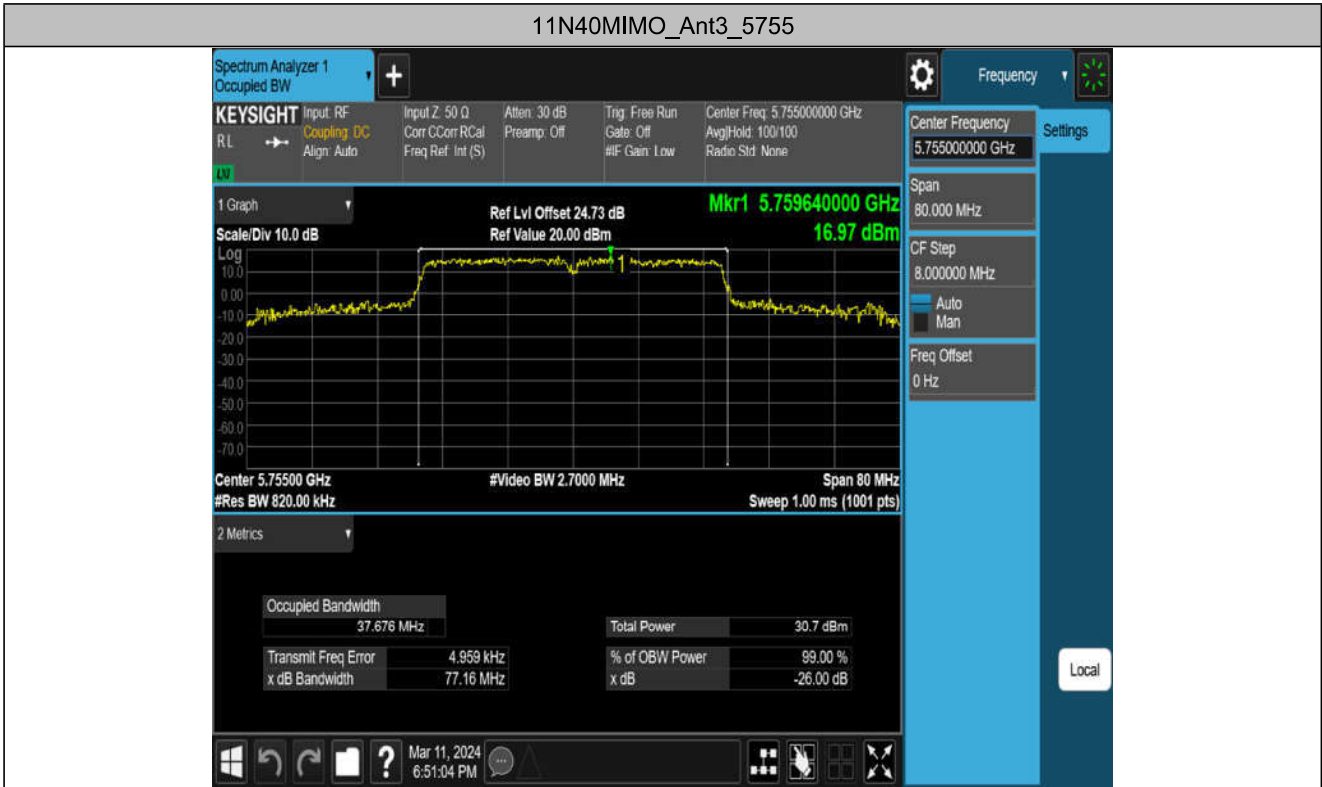 11N40MIMO_Ant3_5755
Spectrum Analyzer 1
Occupied BW
+
Frequency
KEYSIGHT
RL
Input: RF
Coupling: DC
Align: Auto
Input Z: 50 Ω
Corr CCorr RCal
Freq Ref: Int (S)
Atten: 30 dB
Preamp: Off
Trig: Free Run
Gate: Off
#IF Gain: Low
Center Freq: 5.755000000 GHz
Avg|Hold: 100/100
Radio Std: None
Center Frequency
5.755000000 GHz
Settings
Span
80.000 MHz
CF Step
8.000000 MHz
Auto
Man
Freq Offset
0 Hz
Local
1 Graph
Scale/Div 10.0 dB
Ref Lvl Offset 24.73 dB
Ref Value 20.00 dBm
Mkr1 5.759640000 GHz
16.97 dBm
Log
10.0
0.00
-10.0
-20.0
-30.0
-40.0
-50.0
-60.0
-70.0
1
Center 5.75500 GHz
#Video BW 2.7000 MHz
Span 80 MHz
#Res BW 820.00 kHz
Sweep 1.00 ms (1001 pts)
2 Metrics
Occupied Bandwidth
37.676 MHz
Total Power 30.7 dBm
Transmit Freq Error 4.959 kHz
% of OBW Power 99.00 %
x dB Bandwidth 77.16 MHz
x dB -26.00 dB
?
Mar 11, 2024
6:51:04 PM